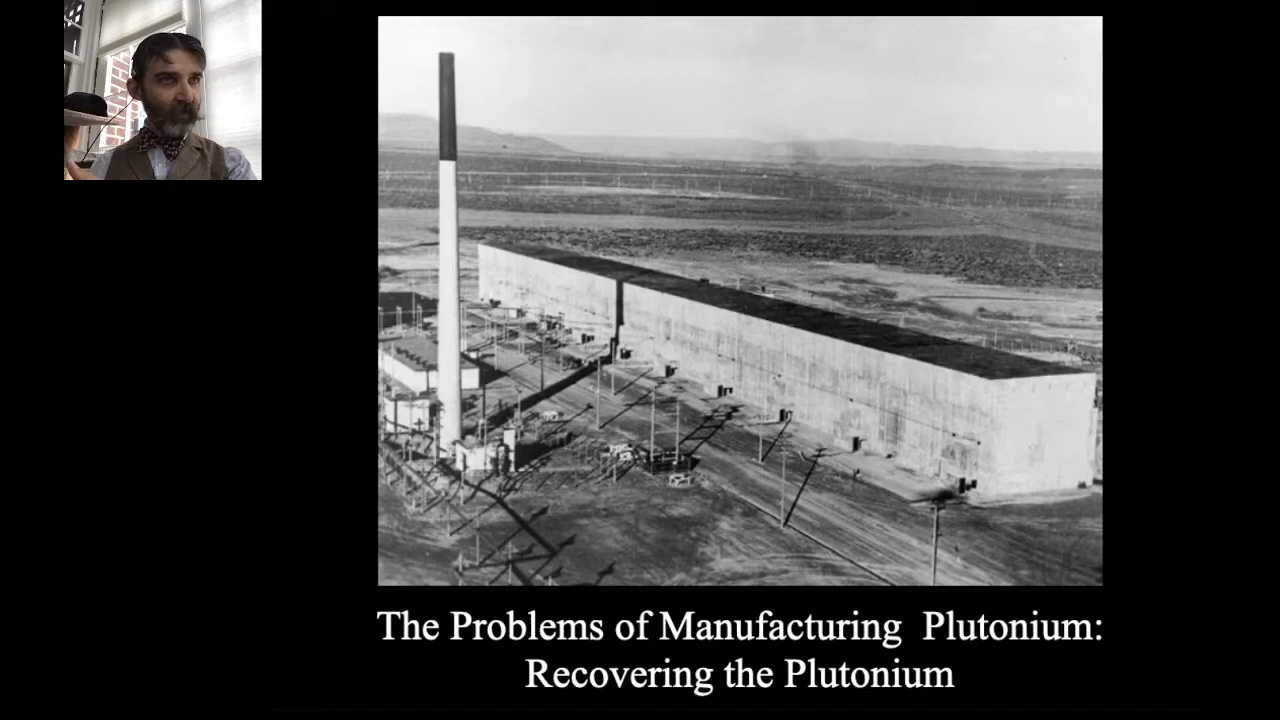 The Problems of Manufacturing  Plutonium:
Recovering the Plutonium